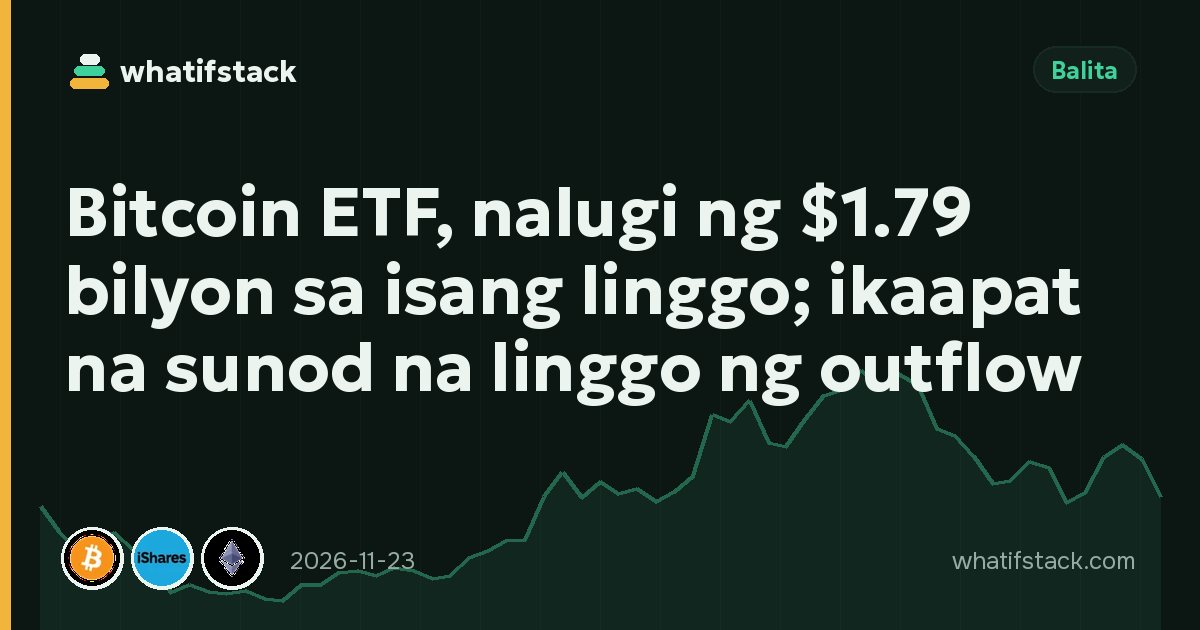 whatifstack
Balita
Bitcoin ETF, nalugi ng $1.79
bilyon sa isang linggo; ikaapat
na sunod na linggo ng outflow
iShares
2026-11-23
whatifstack.com